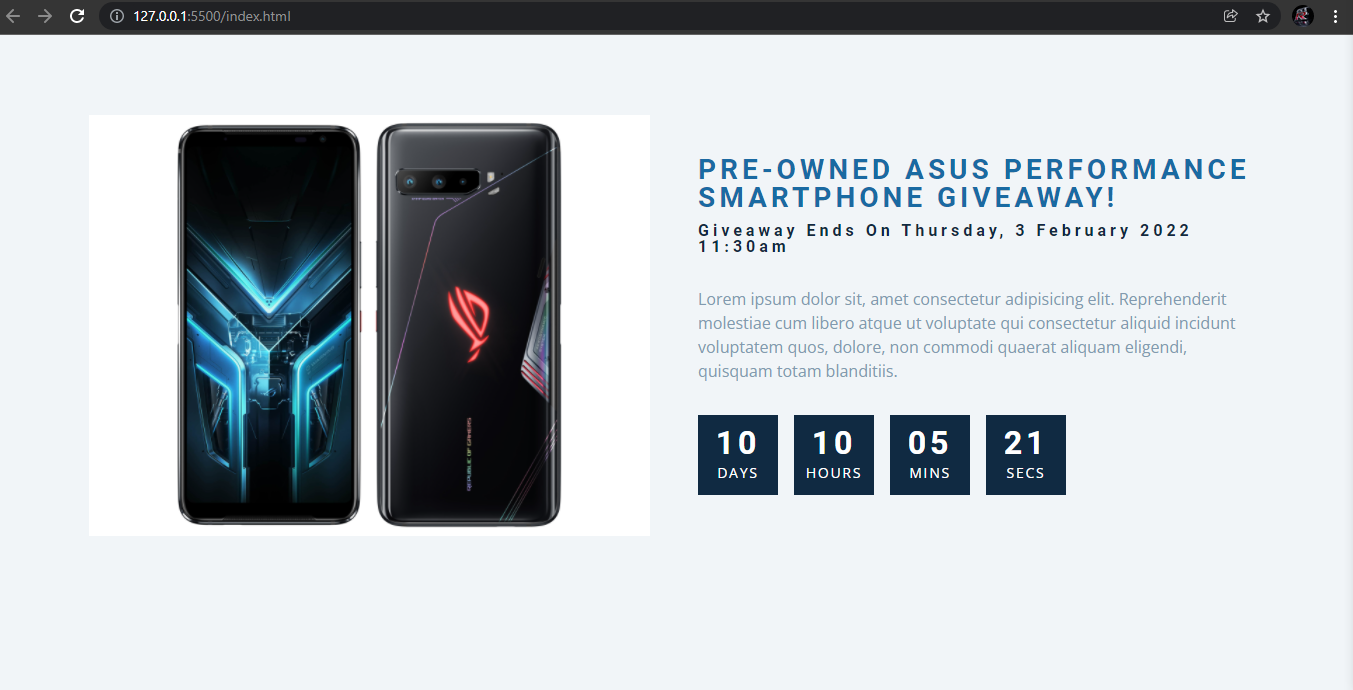 127.0.0.1:5500/index.html
PRE-OWNED ASUS PERFORMANCE
SMARTPHONE GIVEAWAY!
Giveaway Ends On Thursday, 3 February 2022
11:30am
Lorem ipsum dolor sit, amet consectetur adipisicing elit. Reprehenderit
molestiae cum libero atque ut voluptate qui consectetur aliquid incidunt
voluptatem quos, dolore, non commodi quaerat aliquam eligendi,
quisquam totam blanditiis.
10 10 05 21
DAYS HOURS MINS SECS
REPUBLIC OF GAMERS